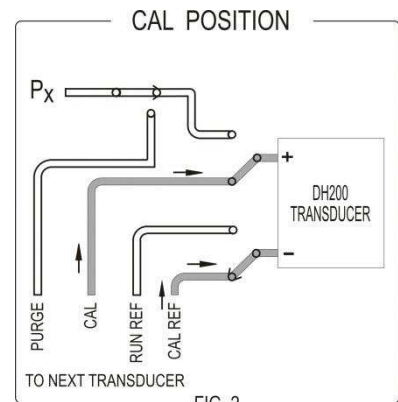 CAL POSITION
Px
+
DH200
TRANSDUCER
-
PURGE
CAL
RUN REF
CAL REF
TO NEXT TRANSDUCER